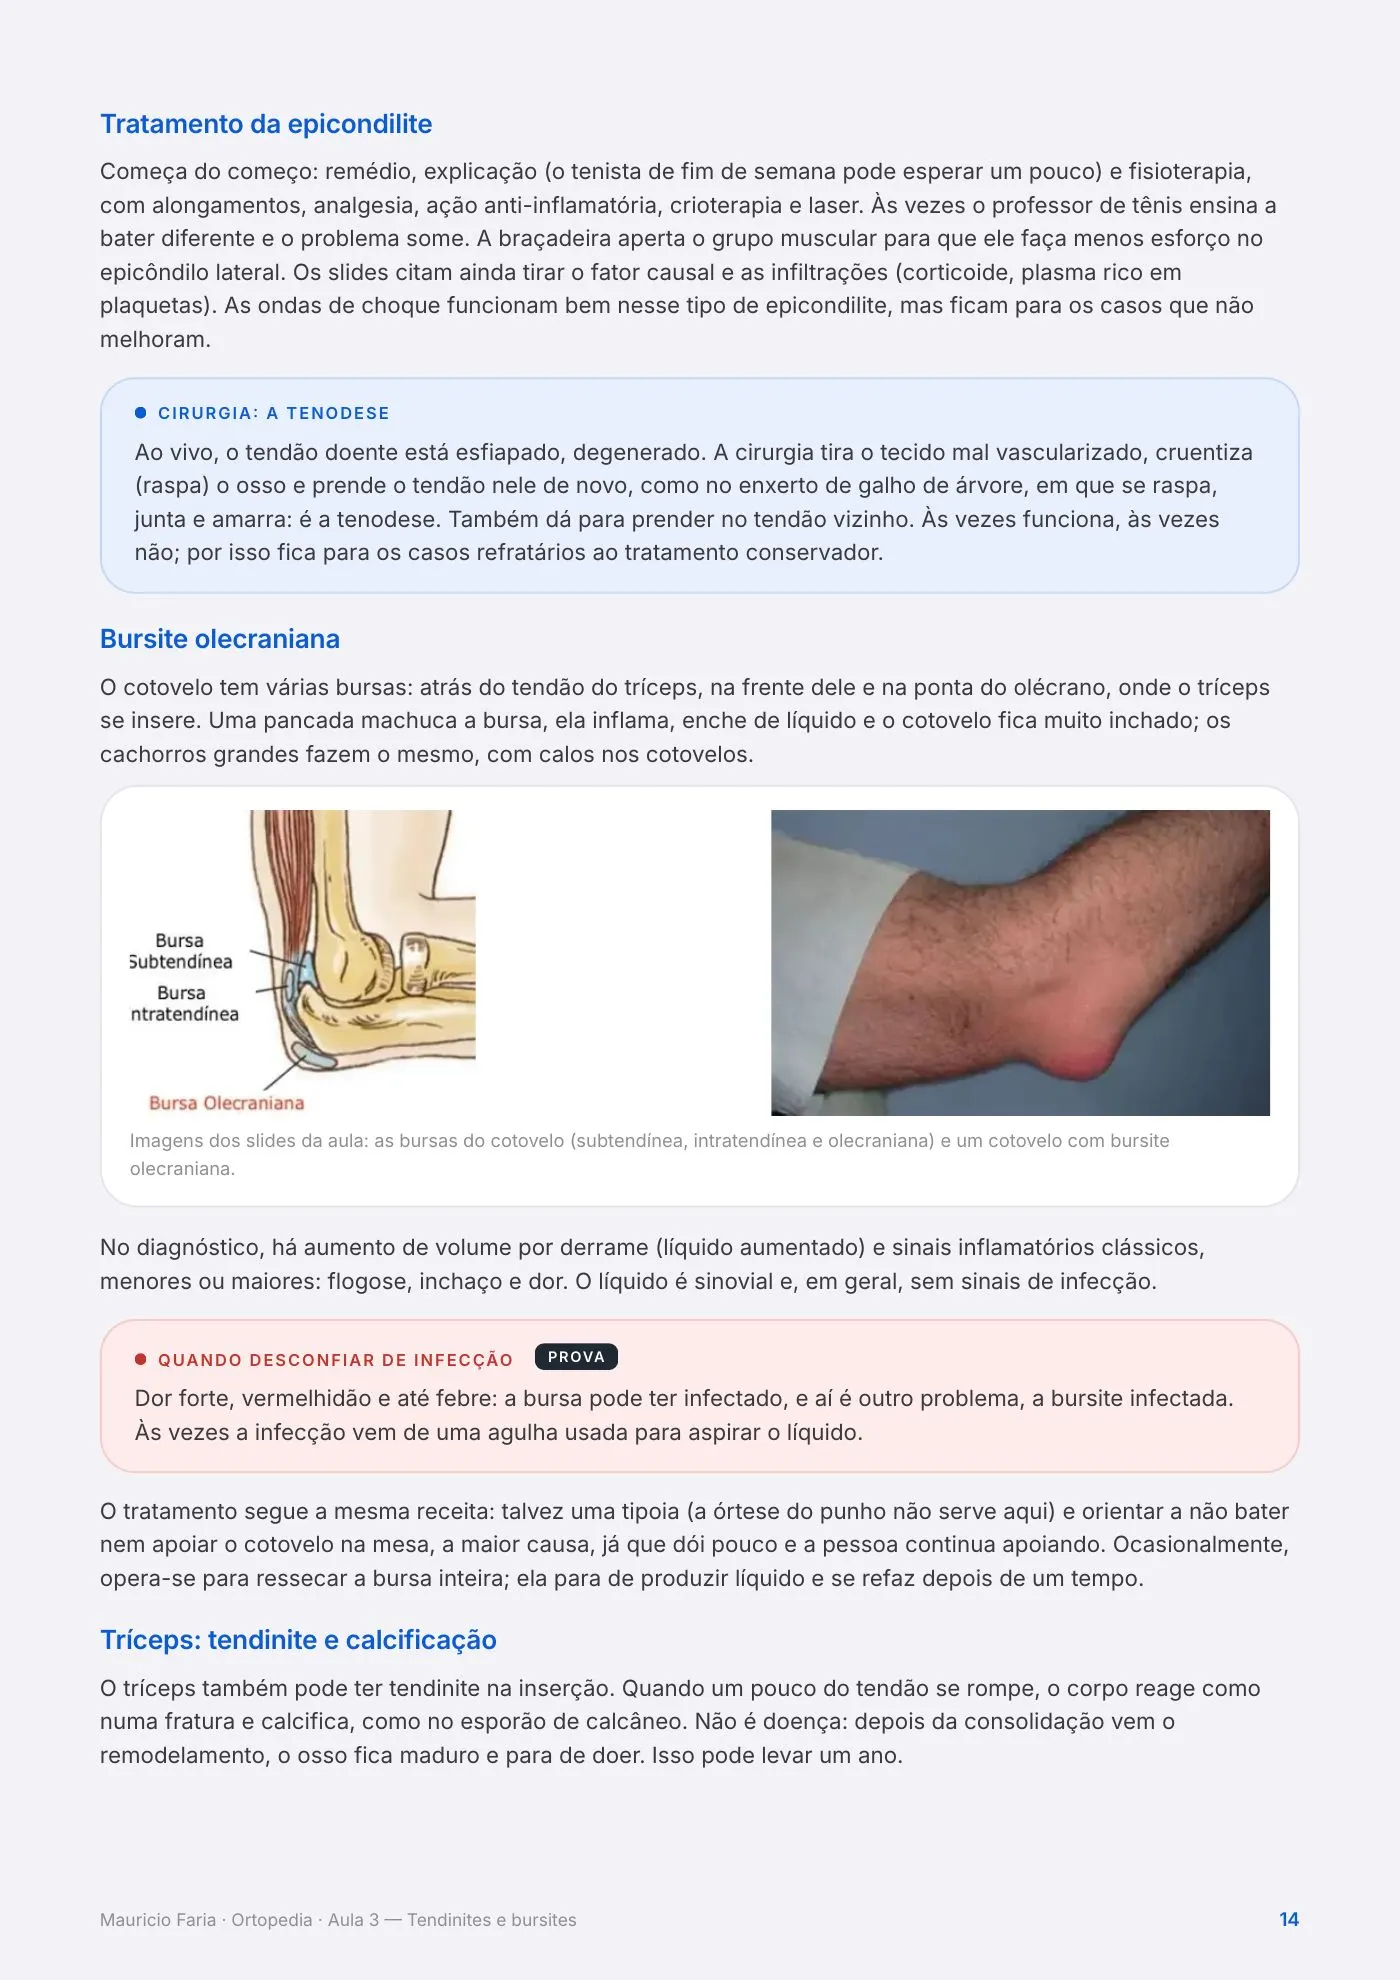 Tratamento da epicondilite
Começa do começo: remédio, explicação (o tenista de fim de semana pode esperar um pouco) e fisioterapia,
com alongamentos, analgesia, ação anti-inflamatória, crioterapia e laser. Às vezes o professor de tênis ensina a
bater diferente e o problema some. A braçadeira aperta o grupo muscular para que ele faça menos esforço no
epicôndilo lateral. Os slides citam ainda tirar o fator causal e as infiltrações (corticoide, plasma rico em
plaquetas). As ondas de choque funcionam bem nesse tipo de epicondilite, mas ficam para os casos que não
melhoram.
CIRURGIA: A TENODESE
Ao vivo, o tendão doente está esfiapado, degenerado. A cirurgia tira o tecido mal vascularizado, cruentiza
(raspa) o osso e prende o tendão nele de novo, como no enxerto de galho de árvore, em que se raspa,
junta e amarra: é a tenodese. Também dá para prender no tendão vizinho. Às vezes funciona, às vezes
não; por isso fica para os casos refratários ao tratamento conservador.
Bursite olecraniana
O cotovelo tem várias bursas: atrás do tendão do tríceps, na frente dele e na ponta do olécrano, onde o tríceps
se insere. Uma pancada machuca a bursa, ela inflama, enche de líquido e o cotovelo fica muito inchado; os
cachorros grandes fazem o mesmo, com calos nos cotovelos.
Bursa
Subtendínea
Bursa
ntratendínea
Bursa Olecraniana
Imagens dos slides da aula: as bursas do cotovelo (subtendínea, intratendínea e olecraniana) e um cotovelo com bursite
olecraniana.
No diagnóstico, há aumento de volume por derrame (líquido aumentado) e sinais inflamatórios clássicos,
menores ou maiores: flogose, inchaço e dor. O líquido é sinovial e, em geral, sem sinais de infecção.
QUANDO DESCONFIAR DE INFECÇÃO PROVA
Dor forte, vermelhidão e até febre: a bursa pode ter infectado, e aí é outro problema, a bursite infectada.
Às vezes a infecção vem de uma agulha usada para aspirar o líquido.
O tratamento segue a mesma receita: talvez uma tipoia (a órtese do punho não serve aqui) e orientar a não bater
nem apoiar o cotovelo na mesa, a maior causa, já que dói pouco e a pessoa continua apoiando. Ocasionalmente,
opera-se para ressecar a bursa inteira; ela para de produzir líquido e se refaz depois de um tempo.
Tríceps: tendinite e calcificação
O tríceps também pode ter tendinite na inserção. Quando um pouco do tendão se rompe, o corpo reage como
numa fratura e calcifica, como no esporão de calcâneo. Não é doença: depois da consolidação vem o
remodelamento, o osso fica maduro e para de doer. Isso pode levar um ano.
Mauricio Faria · Ortopedia · Aula 3 — Tendinites e bursites
14